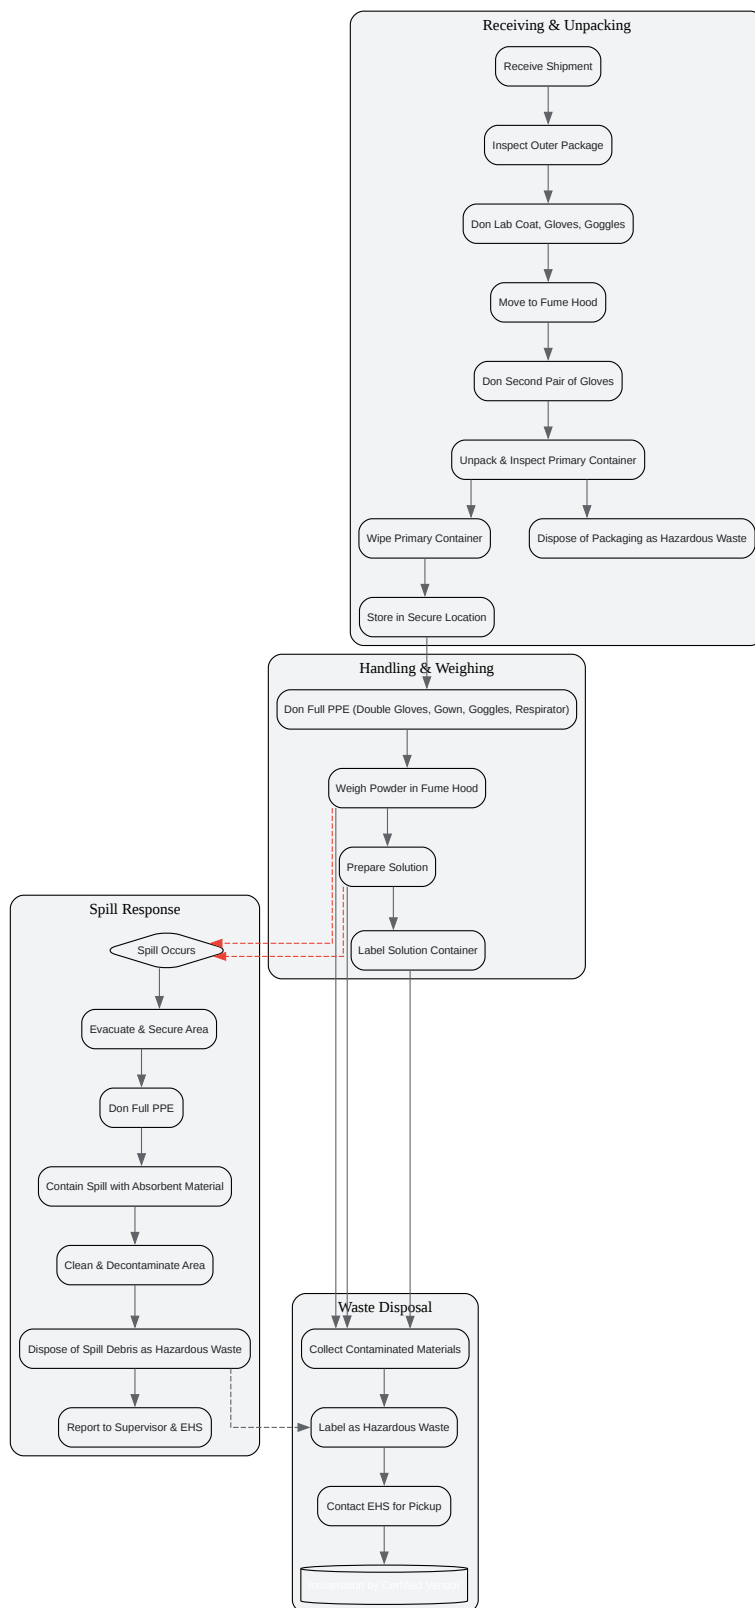 Receiving & Unpacking
Receive Shipment
Inspect Outer Package
Don Lab Coat, Gloves, Goggles
Move to Fume Hood
Don Second Pair of Gloves
Unpack & Inspect Primary Container
Wipe Primary Container
Dispose of Packaging as Hazardous Waste
Store in Secure Location
Handling & Weighing
Don Full PPE (Double Gloves, Gown, Goggles, Respirator)
Weigh Powder in Fume Hood
Prepare Solution
Label Solution Container
Spill Response
Spill Occurs
Evacuate & Secure Area
Don Full PPE
Contain Spill with Absorbent Material
Clean & Decontaminate Area
Dispose of Spill Debris as Hazardous Waste
Report to Supervisor & EHS
Waste Disposal
Collect Contaminated Materials
Label as Hazardous Waste
Contact EHS for Pickup